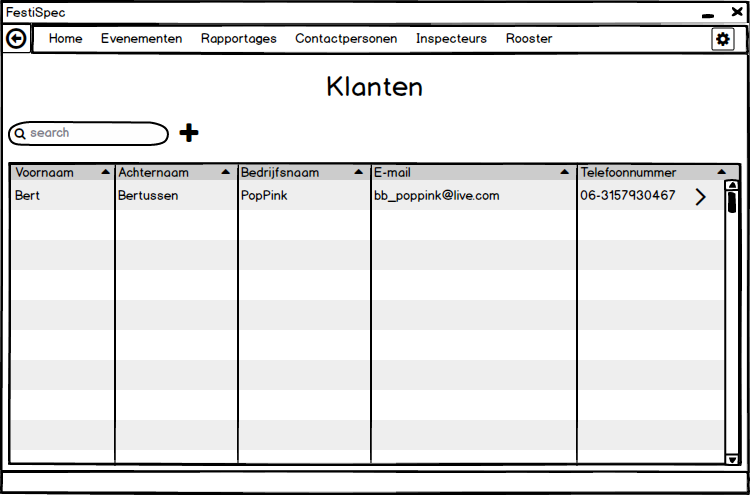 FestiSpec
Home Evenementen Rapportages Contactpersonen Inspecteurs Rooster
Klanten
search
Voornaam Achternaam Bedrijfsnaam E-mail Telefoonnummer
Bert Bertussen PopPink bb_poppink@live.com 06-3157930467